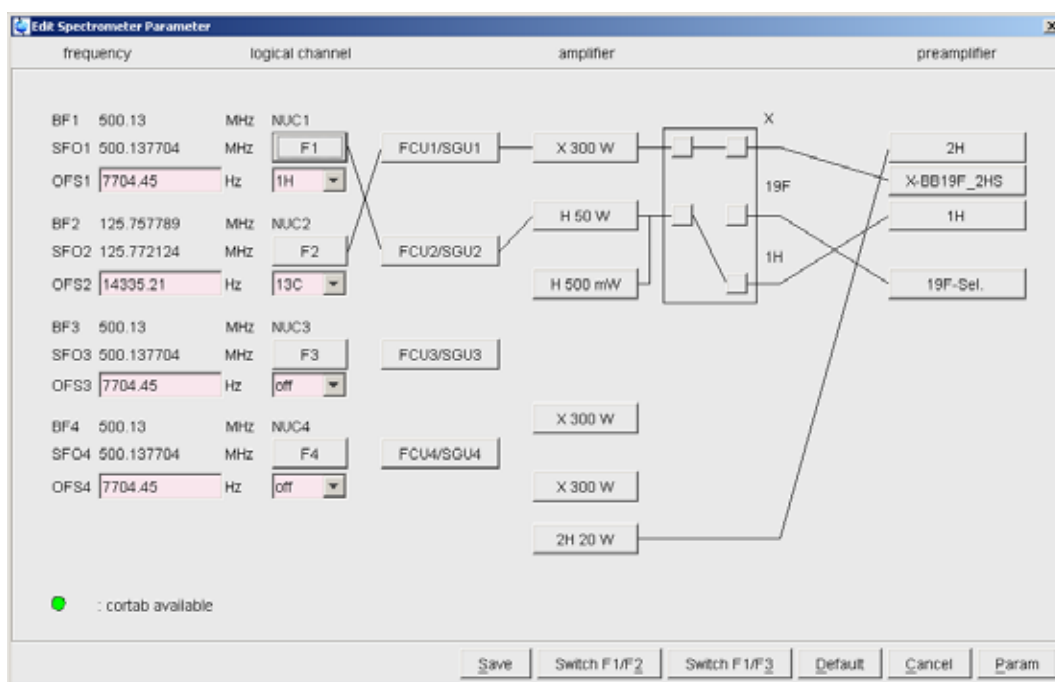 Edit Spectrometer Parameter
frequency logical channel amplifier preamplifier
BF1 500.13 MHz NUC1 X
SFO1 500.137704 MHz F1 FCU1/SGU1 X 300 W 2H
OFS1 7704.45 Hz 1H 19F X-BB19F_2HS
BF2 125.757789 MHz NUC2 H 50 W 1H
SFO2 125.772124 MHz F2 FCU2/SGU2 1H
OFS2 14335.21 Hz 13C H 500 mW 19F-Sel.
BF3 500.13 MHz NUC3
SFO3 500.137704 MHz F3 FCU3/SGU3
OFS3 7704.45 Hz off
BF4 500.13 MHz NUC4 X 300 W
SFO4 500.137704 MHz F4 FCU4/SGU4
OFS4 7704.45 Hz off X 300 W
2H 20 W
: cortab available
Save Switch F1/F2 Switch F1/F3 Default Cancel Param